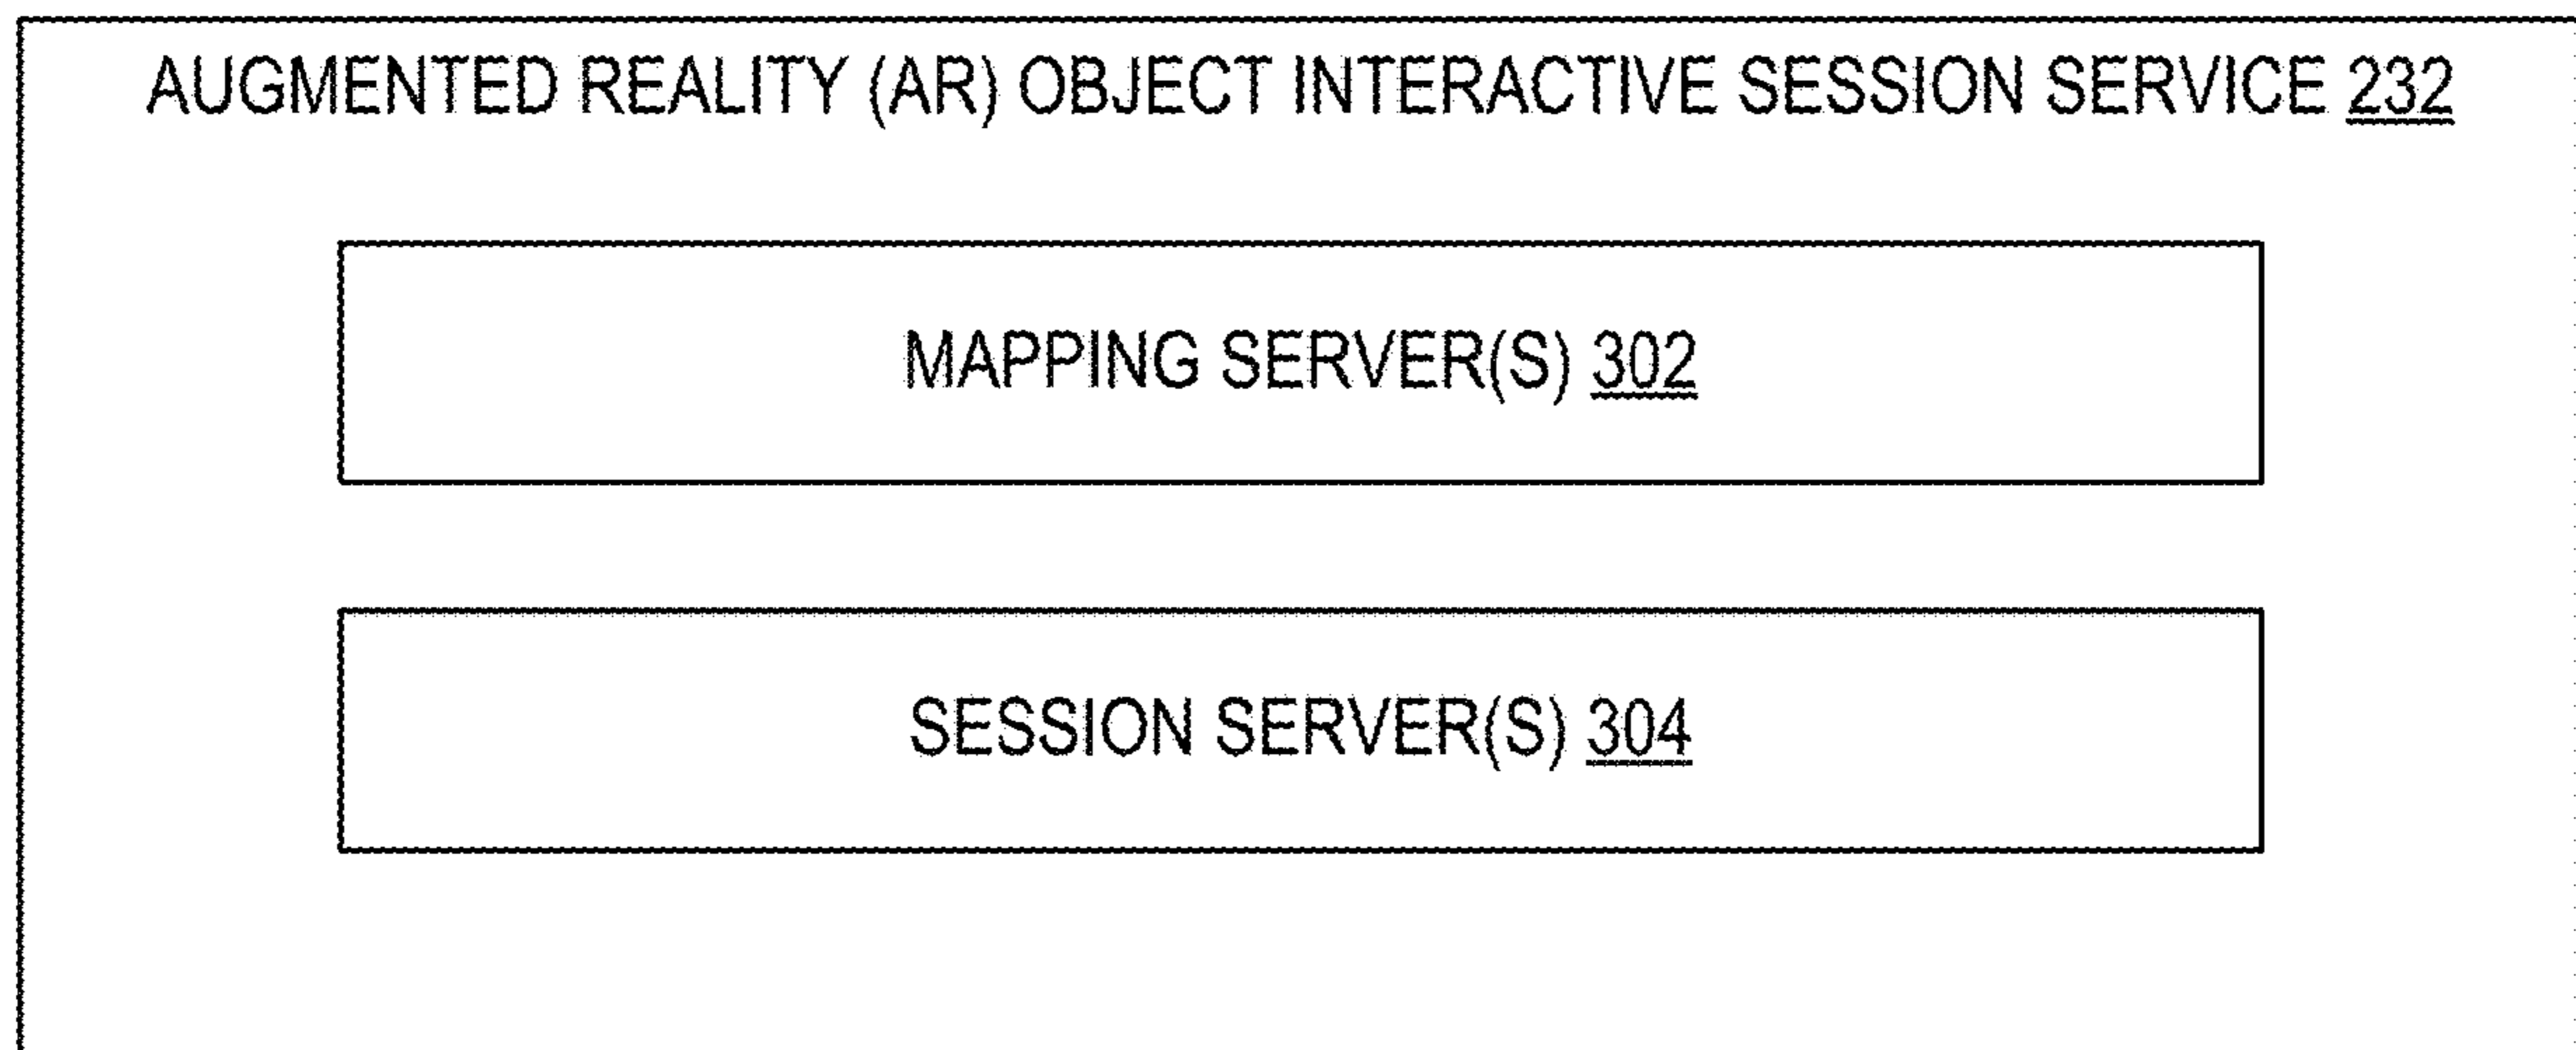 AUGMENTED REALITY (AR) OBJECT INTERACTIVE SESSION SERVICE 232
MAPPING SERVER(S) 302
SESSION SERVER(S) 304